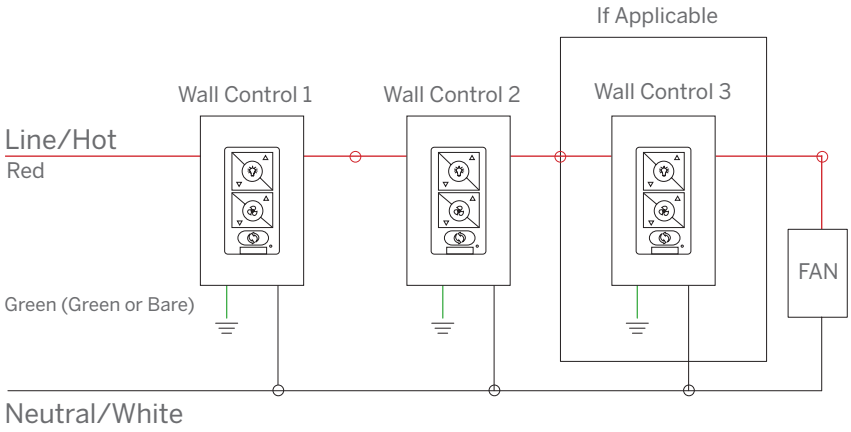 If Applicable
Wall Control 1
Wall Control 2
Wall Control 3
Line/Hot
Red
FAN
Green (Green or Bare)
Neutral/White